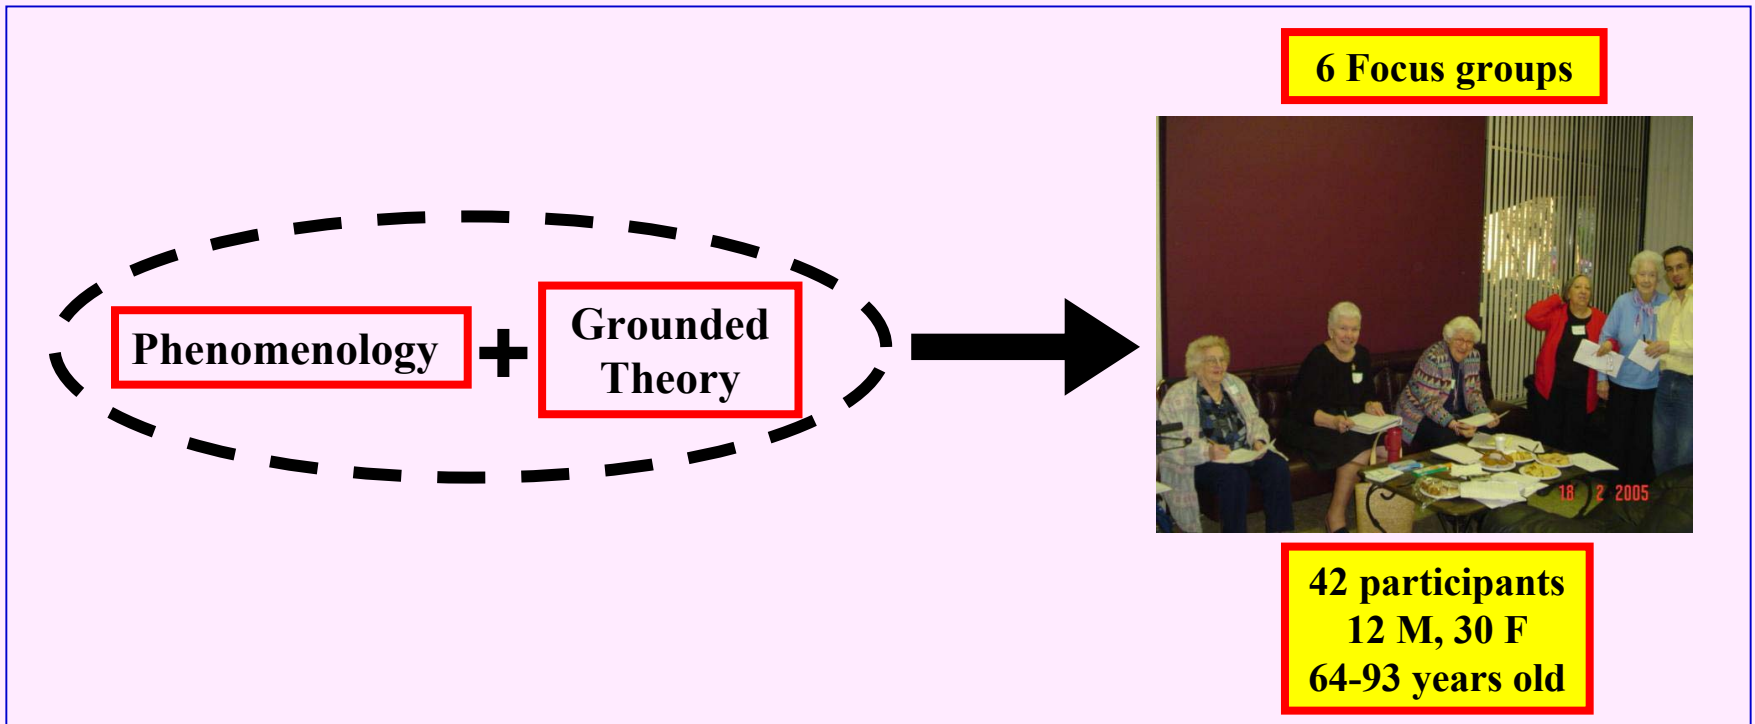 6 Focus groups
Phenomenology
+
Grounded
Theory
18 2 2005
42 participants
12 M, 30 F
64-93 years old